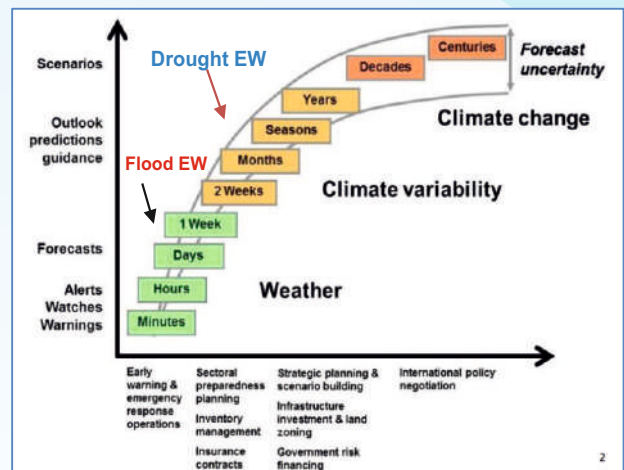 Scenarios
Outlook
predictions
guidance
Forecasts
Alerts
Watches
Warnings
Drought EW
Flood EW
Centuries
Decades
Years
Seasons
Months
2 Weeks
1 Week
Days
Hours
Minutes
Forecast
uncertainty
Climate change
Climate variability
Weather
Early
warning &
emergency
response
operations
Sectoral
preparedness
planning
Inventory
management
Insurance
contracts
Strategic planning &
scenario building
Infrastructure
investment & land
zoning
Government risk
financing
International policy
negotiation
2